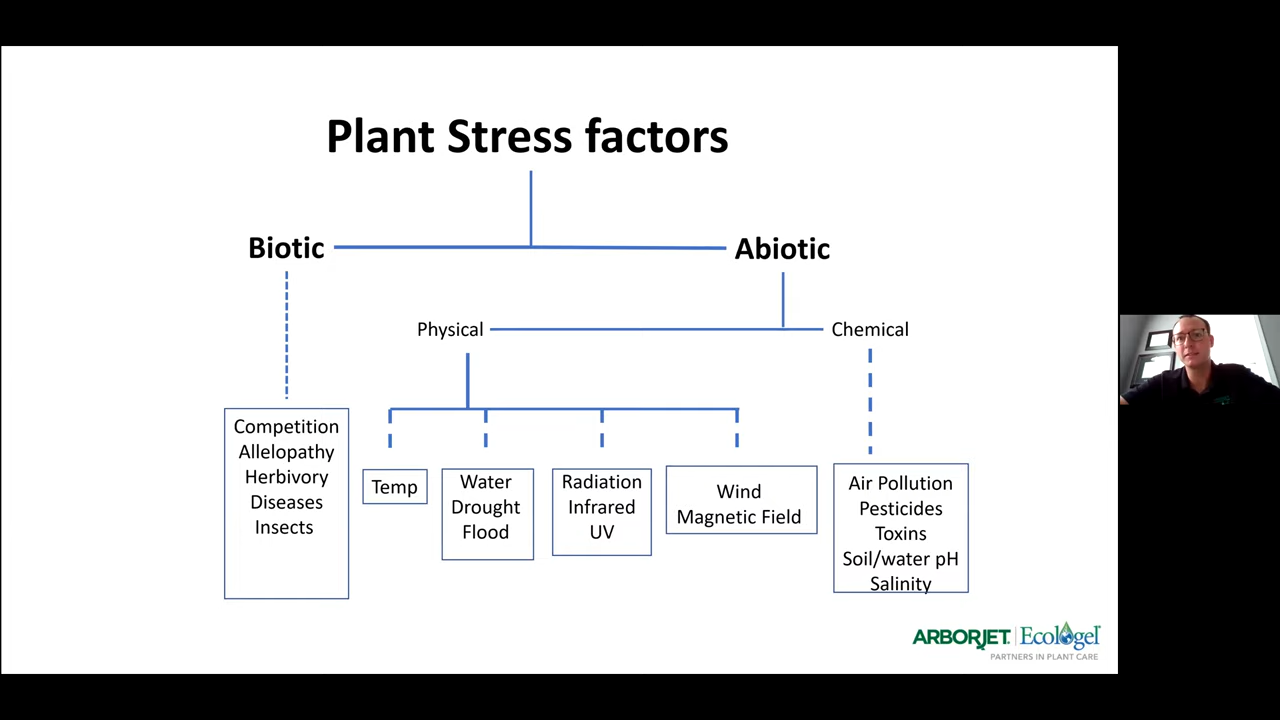 Plant Stress factors
Biotic
Abiotic
Physical
Chemical
Competition
Allelopathy
Herbivory
Diseases
Insects
Temp
Water
Drought
Flood
Radiation
Infrared
UV
Wind
Magnetic Field
Air Pollution
Pesticides
Toxins
Soil/water pH
Salinity
ARBORJET Ecologel
PARTNERS IN PLANT CARE